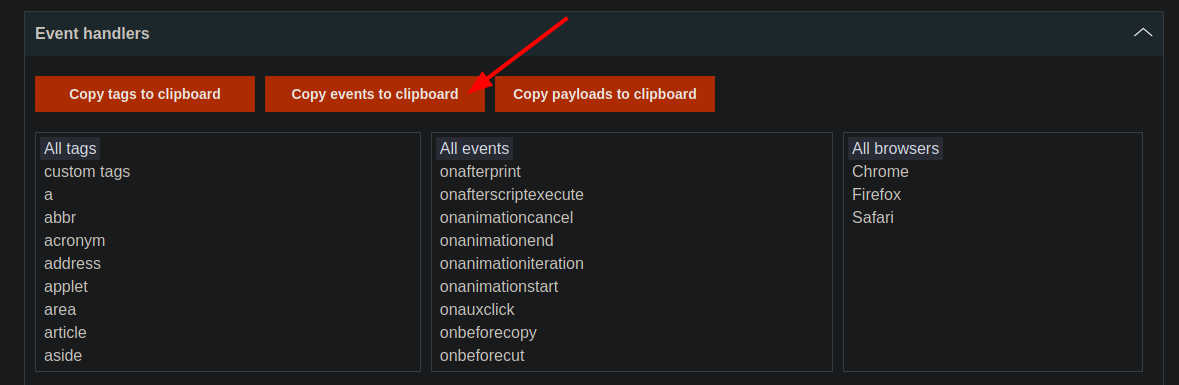 Event handlers
Copy tags to clipboard
Copy events to clipboard
Copy payloads to clipboard
All tags
custom tags
a
abbr
acronym
address
applet
area
article
aside
All events
onafterprint
onafterscriptexecute
onanimationcancel
onanimationend
onanimationiteration
onanimationstart
onauxclick
onbeforecopy
onbeforecut
All browsers
Chrome
Firefox
Safari